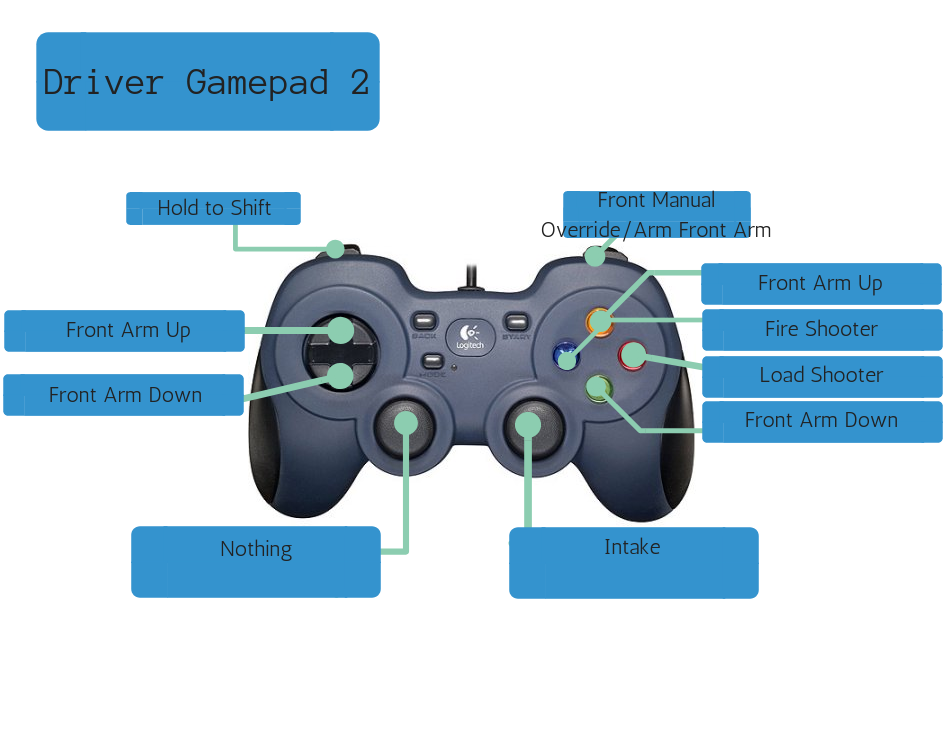 Driver Gamepad 2
Hold to Shift
Front Manual
Override/Arm Front Arm
Front Arm Up
Front Arm Up
Fire Shooter
Front Arm Down
Load Shooter
Front Arm Down
BACK
START
Logitech
MODE
Nothing
Intake